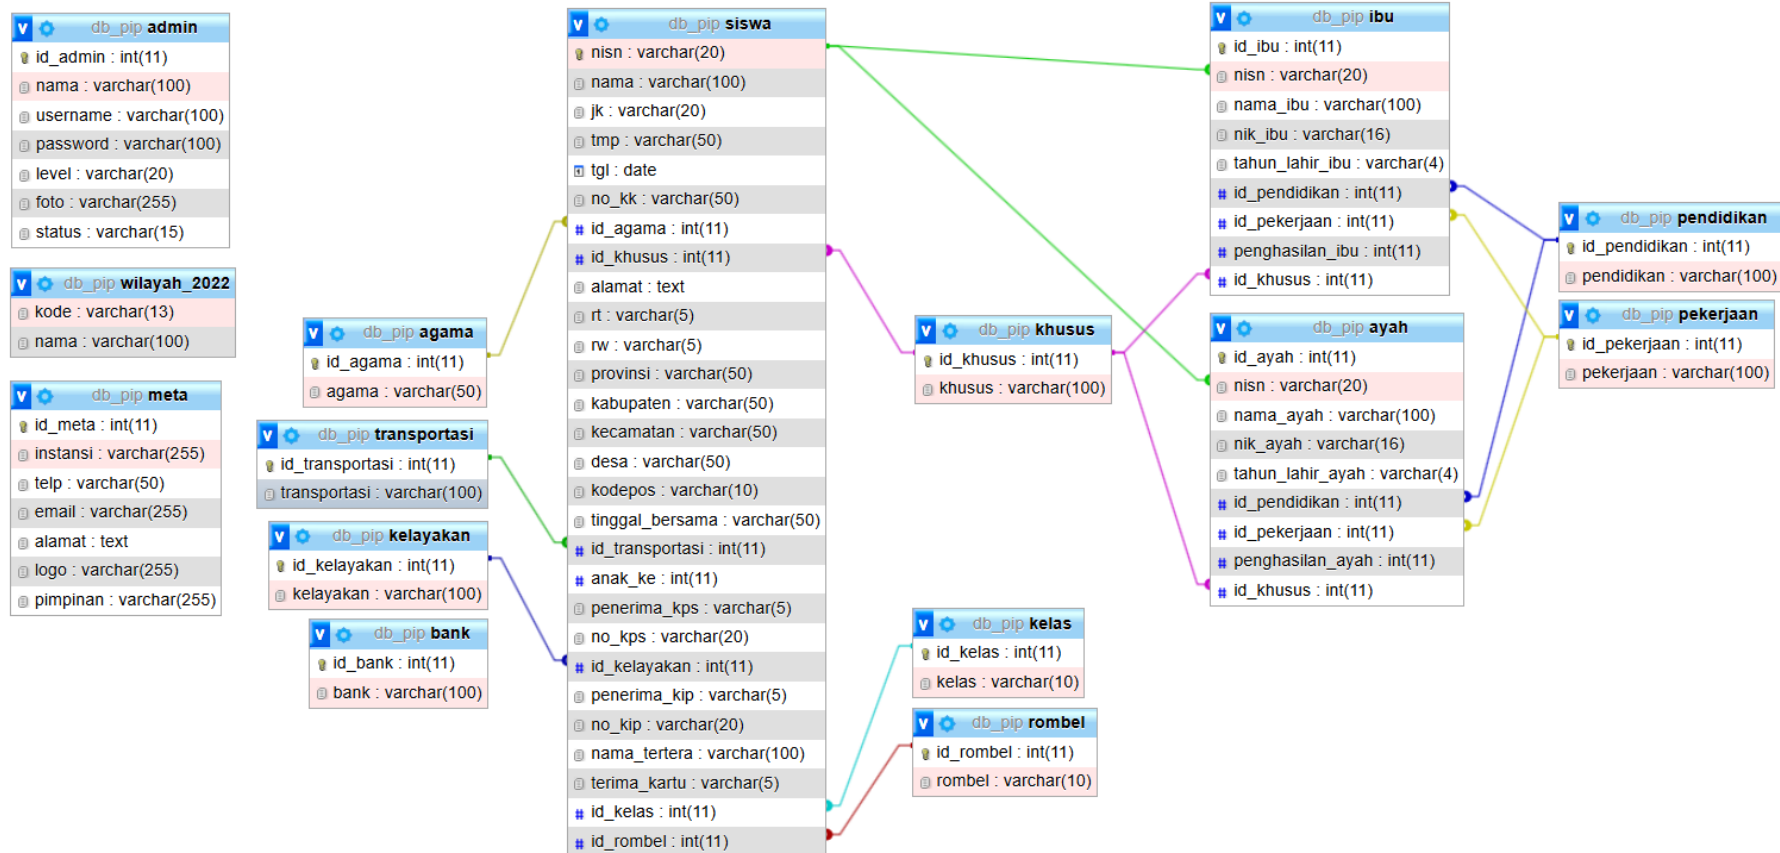 db_pip admin
id_admin : int(11)
nama : varchar(100)
username : varchar(100)
password : varchar(100)
level : varchar(20)
foto : varchar(255)
status : varchar(15)
db_pip wilayah_2022
kode : varchar(13)
nama : varchar(100)
db_pip meta
id_meta : int(11)
instansi : varchar(255)
telp : varchar(50)
email : varchar(255)
alamat : text
logo : varchar(255)
pimpinan : varchar(255)
db_pip agama
id_agama : int(11)
agama : varchar(50)
db_pip transportasi
id_transportasi : int(11)
transportasi : varchar(100)
db_pip kelayakan
id_kelayakan : int(11)
kelayakan : varchar(100)
db_pip bank
id_bank : int(11)
bank : varchar(100)
db_pip siswa
nisn : varchar(20)
nama : varchar(100)
jk : varchar(20)
tmp : varchar(50)
tgl : date
no_kk : varchar(50)
id_agama : int(11)
id_khusus : int(11)
alamat : text
rt : varchar(5)
rw : varchar(5)
provinsi : varchar(50)
kabupaten : varchar(50)
kecamatan : varchar(50)
desa : varchar(50)
kodepos : varchar(10)
tinggal_bersama : varchar(50)
id_transportasi : int(11)
anak_ke : int(11)
penerima_kps : varchar(5)
no_kps : varchar(20)
id_kelayakan : int(11)
penerima_kip : varchar(5)
no_kip : varchar(20)
nama_tertera : varchar(100)
terima_kartu : varchar(5)
id_kelas : int(11)
id_rombel : int(11)
db_pip khusus
id_khusus : int(11)
khusus : varchar(100)
db_pip kelas
id_kelas : int(11)
kelas : varchar(10)
db_pip rombel
id_rombel : int(11)
rombel : varchar(10)
db_pip ibu
id_ibu : int(11)
nisn : varchar(20)
nama_ibu : varchar(100)
nik_ibu : varchar(16)
tahun_lahir_ibu : varchar(4)
id_pendidikan : int(11)
id_pekerjaan : int(11)
penghasilan_ibu : int(11)
id_khusus : int(11)
db_pip ayah
id_ayah : int(11)
nisn : varchar(20)
nama_ayah : varchar(100)
nik_ayah : varchar(16)
tahun_lahir_ayah : varchar(4)
id_pendidikan : int(11)
id_pekerjaan : int(11)
penghasilan_ayah : int(11)
id_khusus : int(11)
db_pip pendidikan
id_pendidikan : int(11)
pendidikan : varchar(100)
db_pip pekerjaan
id_pekerjaan : int(11)
pekerjaan : varchar(100)